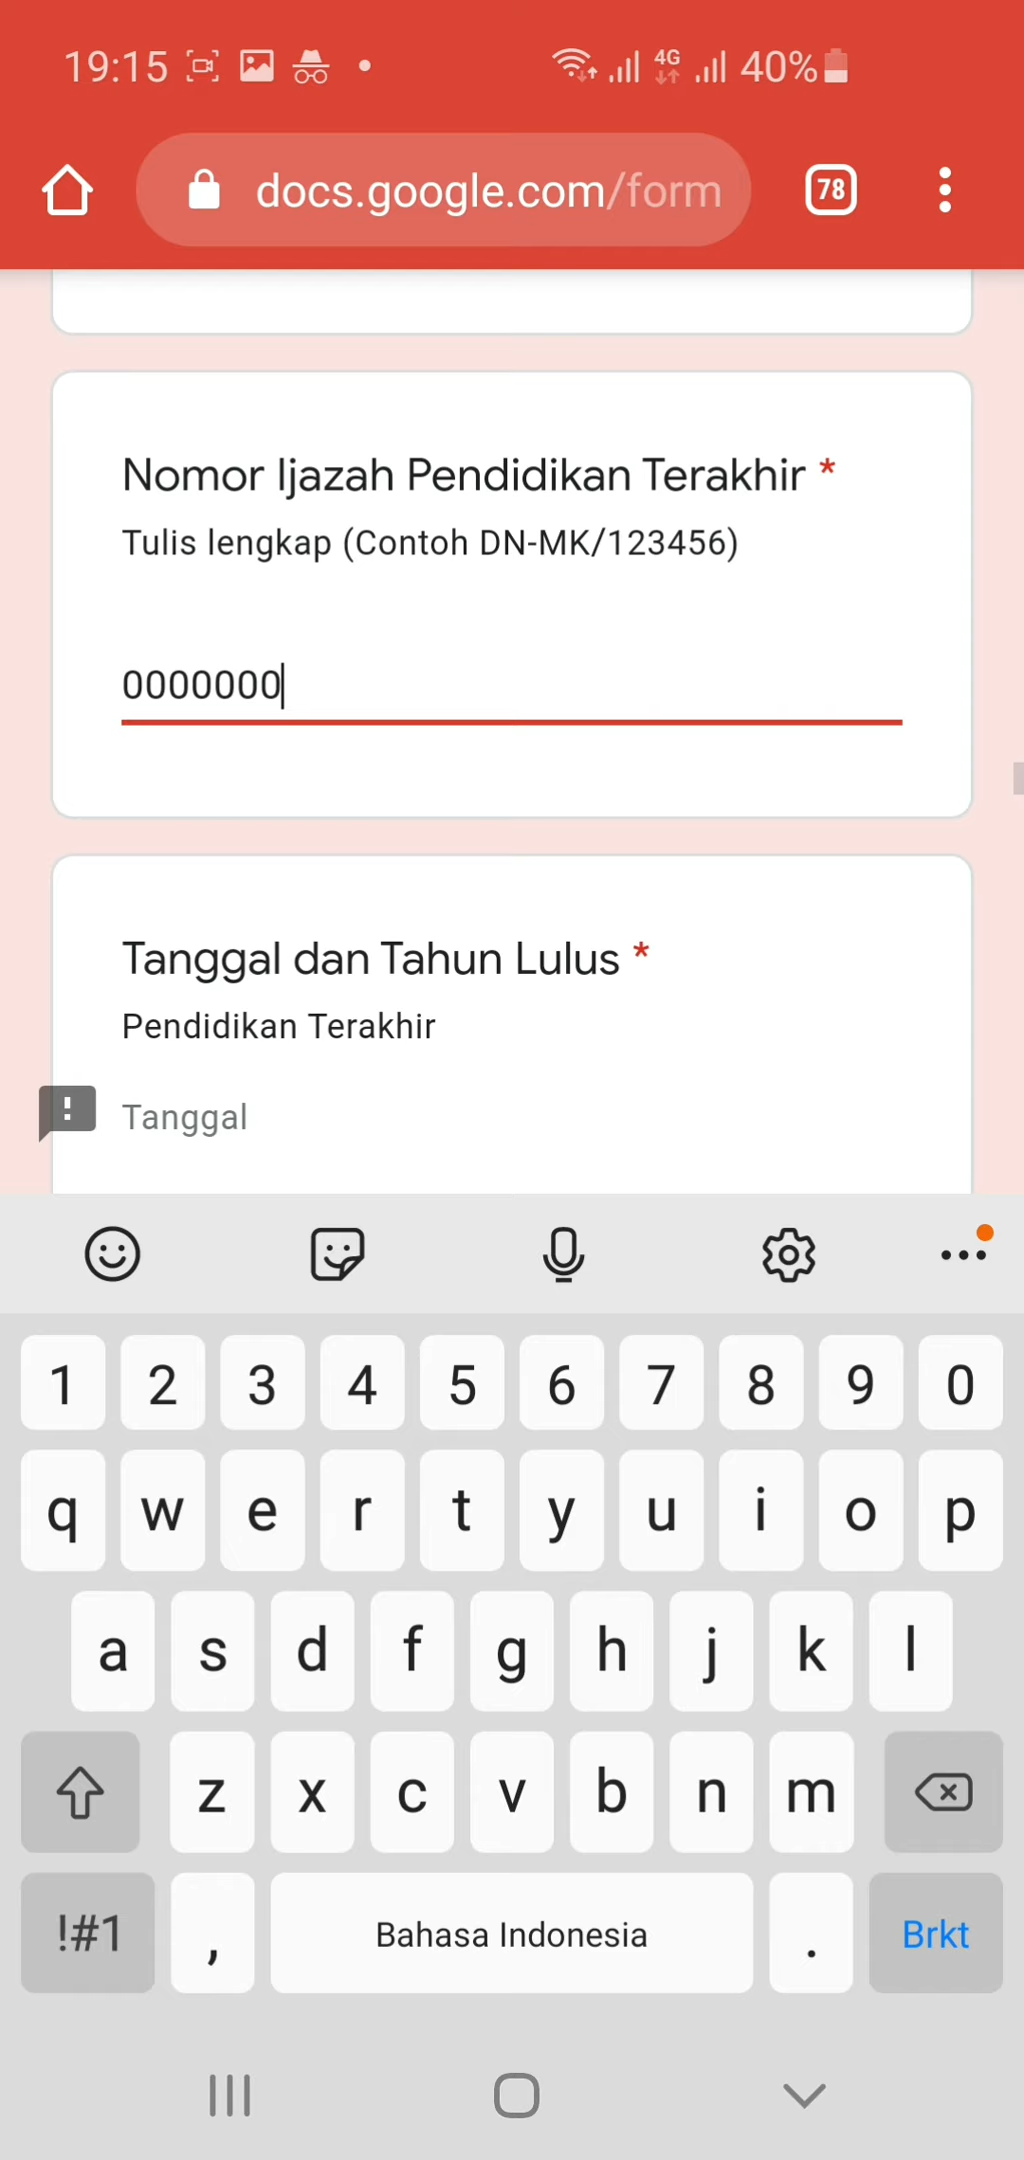 19:15
4G
40%
docs.google.com/form
78
Nomor Ijazah Pendidikan Terakhir *
Tulis lengkap (Contoh DN-MK/123456)
0000000
Tanggal dan Tahun Lulus *
Pendidikan Terakhir
Tanggal
1 2 3 4 5 6 7 8 9 0
q w e r t y u i o p
a s d f g h j k l
z x c v b n m
!#1 , Bahasa Indonesia . Brkt